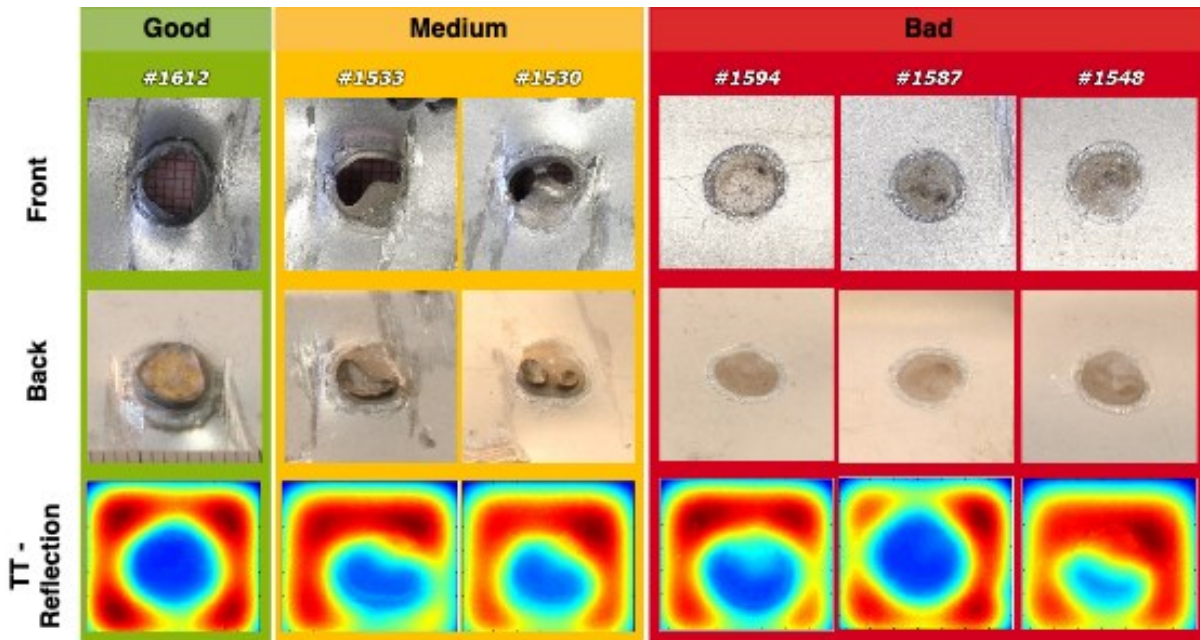 Good
Medium
Bad
#1612
#1533
#1530
#1594
#1587
#1548
Front
Back
TT -
Reflection